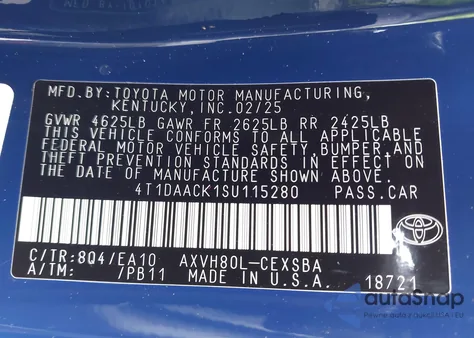 MFD. BY: TOYOTA MOTOR MANUFACTURING,
KENTUCKY, INC. 02/25
GVWR 4625LB GAWR FR 2625LB RR 2425LB
THIS VEHICLE CONFORMS TO ALL APPLICABLE
FEDERAL MOTOR VEHICLE SAFETY, BUMPER, AND
THEFT PREVENTION STANDARDS IN EFFECT ON THE
DATE OF MANUFACTURE SHOWN ABOVE.
4T1DAACK1SU115280 PASS. CAR
C/TR: 8Q4/EA10 AXVH80L-CEXSBA
A/TM: /PB11 MADE IN U.S.A. 18721
TOYOTA
autoSnap